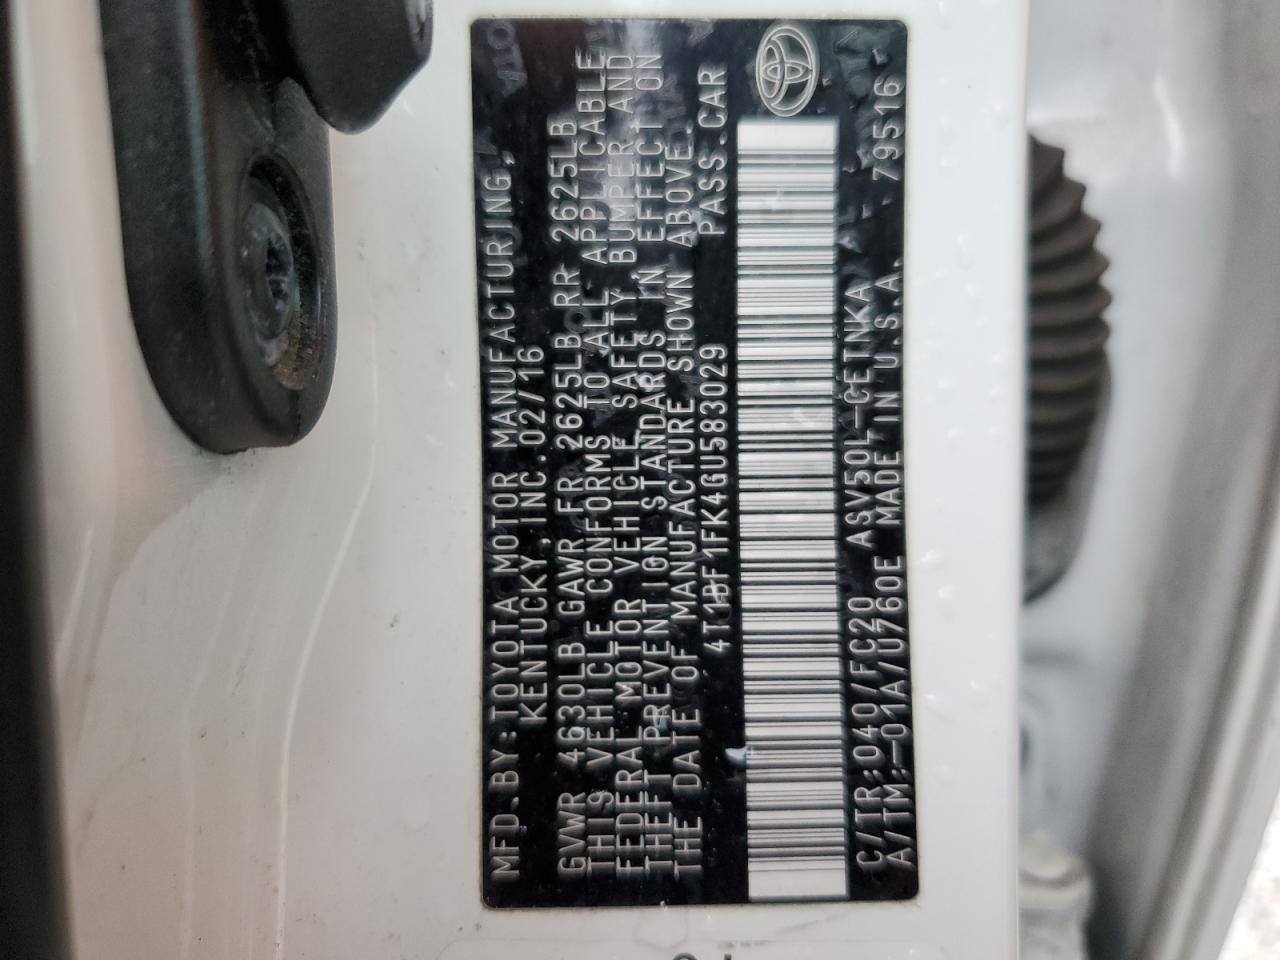 MFD.BY:TOYOTA MOTOR MANUFACTURING,
KENTUCKY,INC.02/16
GVWR 4630LB GAWR FR 2625LB RR 2625LB
THIS VEHICLE CONFORMS TO ALL APPLICABLE
FEDERAL MOTOR VEHICLE SAFETY,BUMPER,AND
THEFT PREVENTION STANDARDS IN EFFECT ON
THE DATE OF MANUFACTURE SHOWN ABOVE.
4T1BF1FK4GU583029 PASS.CAR
C/TR:040/FC20 ASV50L-CETNKA
A/TM:-01A/U760E MADE IN U.S.A. 79516